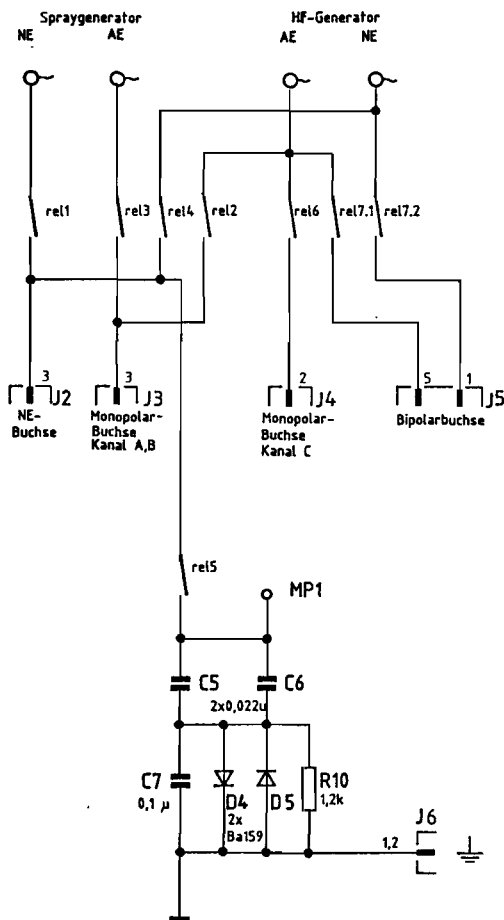 Spraygenerator
HF-Generator
NE
AE
AE
NE
rel1
rel3
rel4
rel2
rel6
rel7.1
rel7.2
3
J2
NE-
Buchse
3
J3
Monopolar-
Buchse
Kanal A,B
2
J4
Monopolar-
Buchse
Kanal C
5
1
J5
Bipolarbuchse
rel5
MP1
C5
C6
2x0,022u
C7
0,1 µ
D4
2x
Ba159
D5
R10
1,2k
J6
1,2